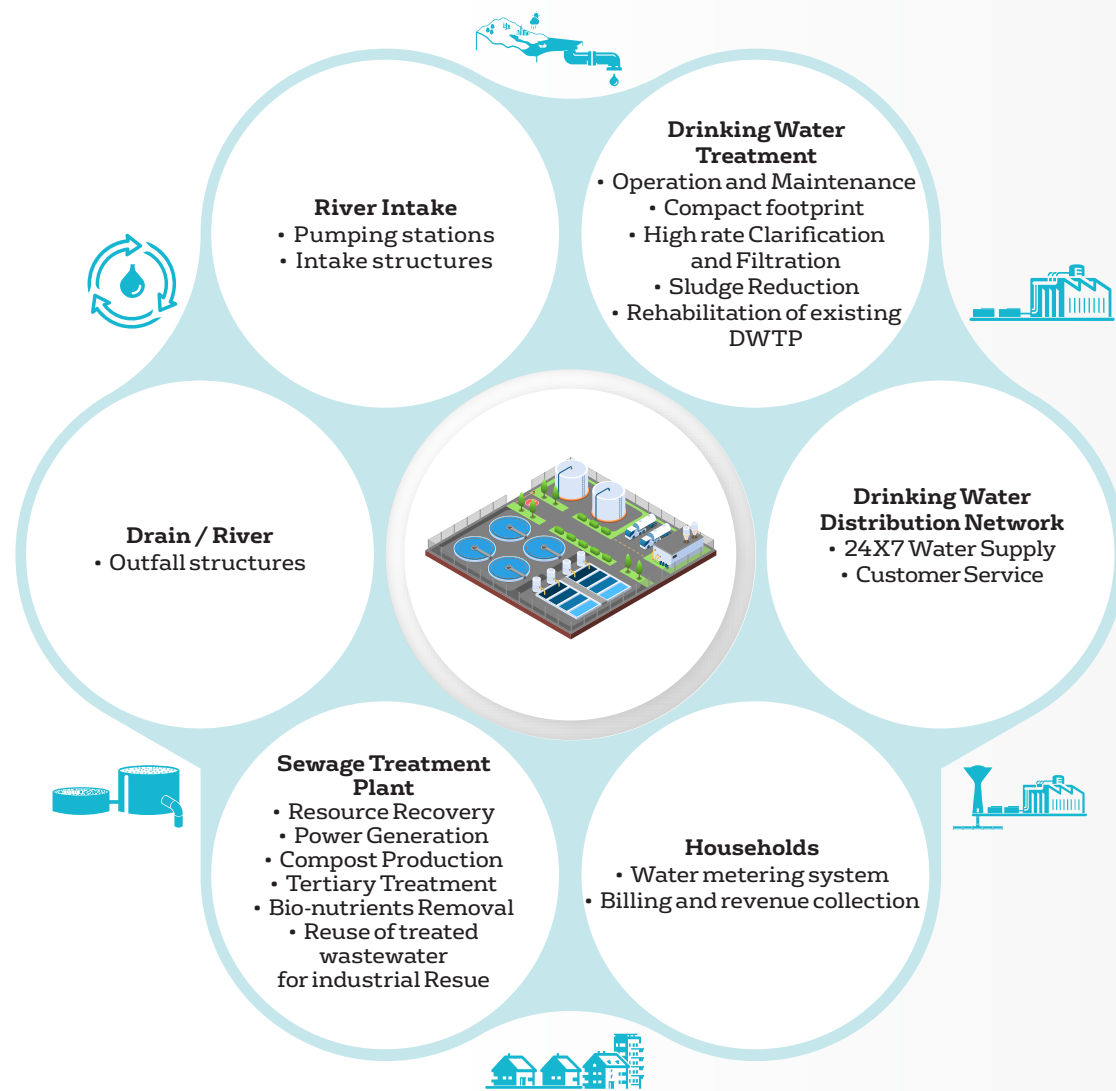 River Intake
• Pumping stations
• Intake structures
Drinking Water
Treatment
• Operation and Maintenance
• Compact footprint
• High rate Clarification
and Filtration
• Sludge Reduction
• Rehabilitation of existing
DWTP
Drinking Water
Distribution Network
• 24X7 Water Supply
• Customer Service
Households
• Water metering system
• Billing and revenue collection
Sewage Treatment
Plant
• Resource Recovery
• Power Generation
• Compost Production
• Tertiary Treatment
• Bio-nutrients Removal
• Reuse of treated
wastewater
for industrial Resue
Drain / River
• Outfall structures